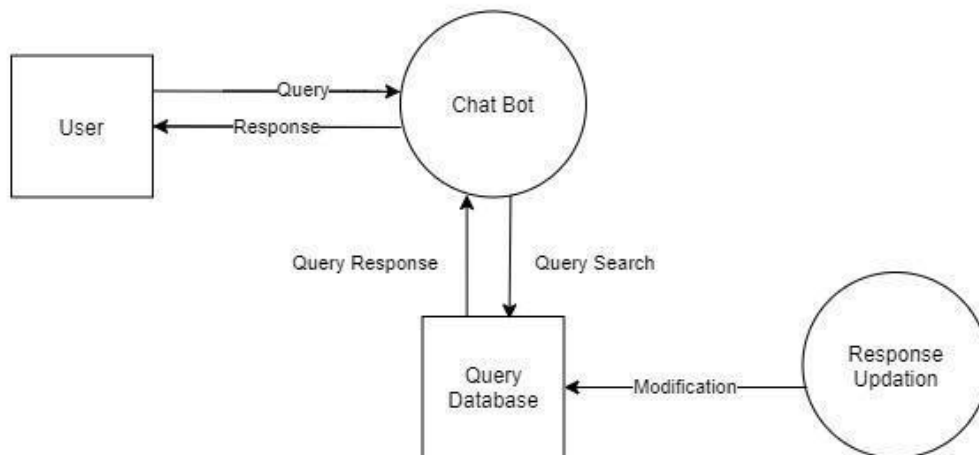 Query
Chat Bot
User
Response
Query Response
Query Search
Response
Updation
Query
Database
Modification